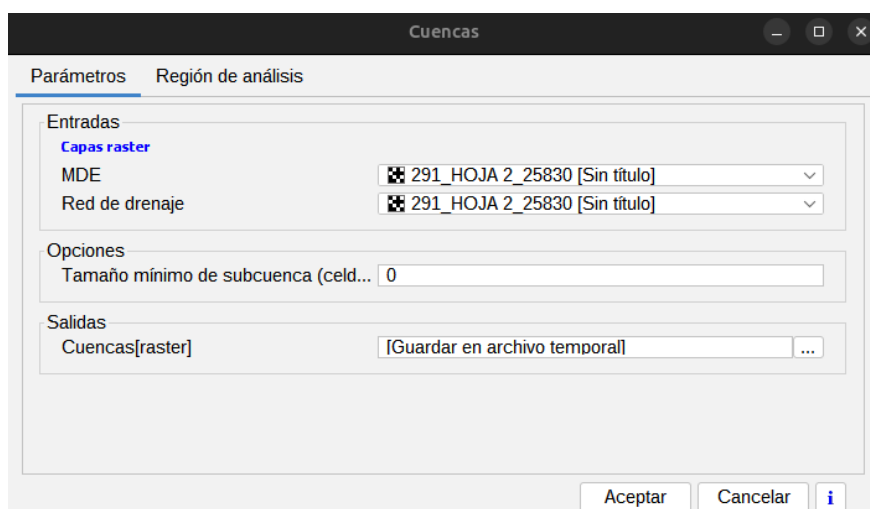 Cuencas
Parámetros Región de análisis
Entradas
Capas raster
MDE 291_HOJA 2_25830 [Sin título]
Red de drenaje 291_HOJA 2_25830 [Sin título]
Opciones
Tamaño mínimo de subcuenca (celd... 0
Salidas
Cuencas[raster] [Guardar en archivo temporal] ...
Aceptar Cancelar i